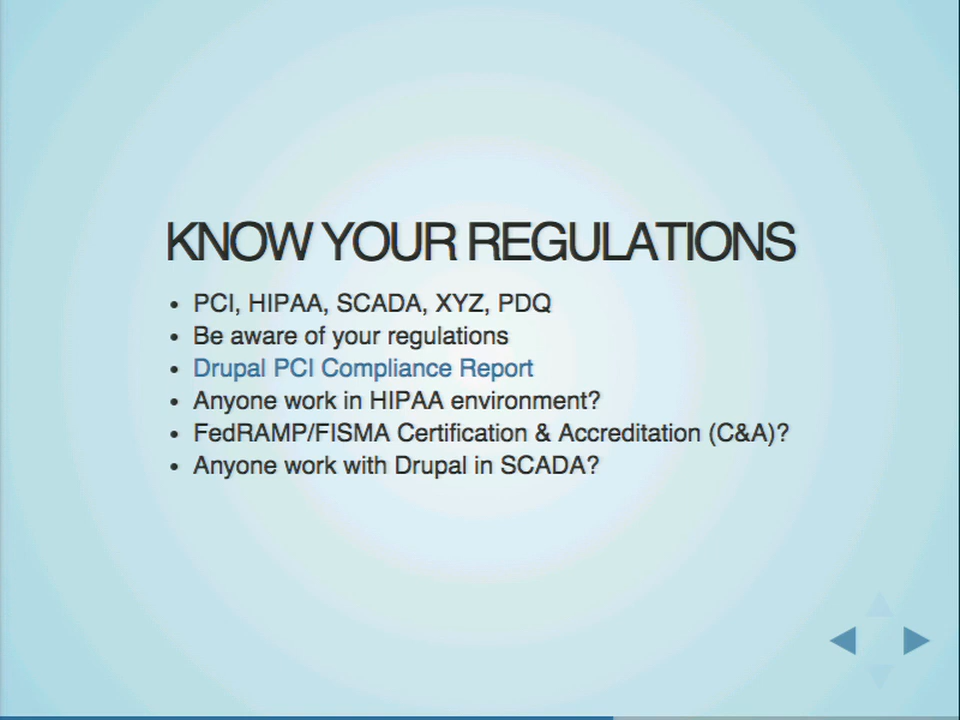 KNOW YOUR REGULATIONS
• PCI, HIPAA, SCADA, XYZ, PDQ
• Be aware of your regulations
• Drupal PCI Compliance Report
• Anyone work in HIPAA environment?
• FedRAMP/FISMA Certification & Accreditation (C&A)?
• Anyone work with Drupal in SCADA?